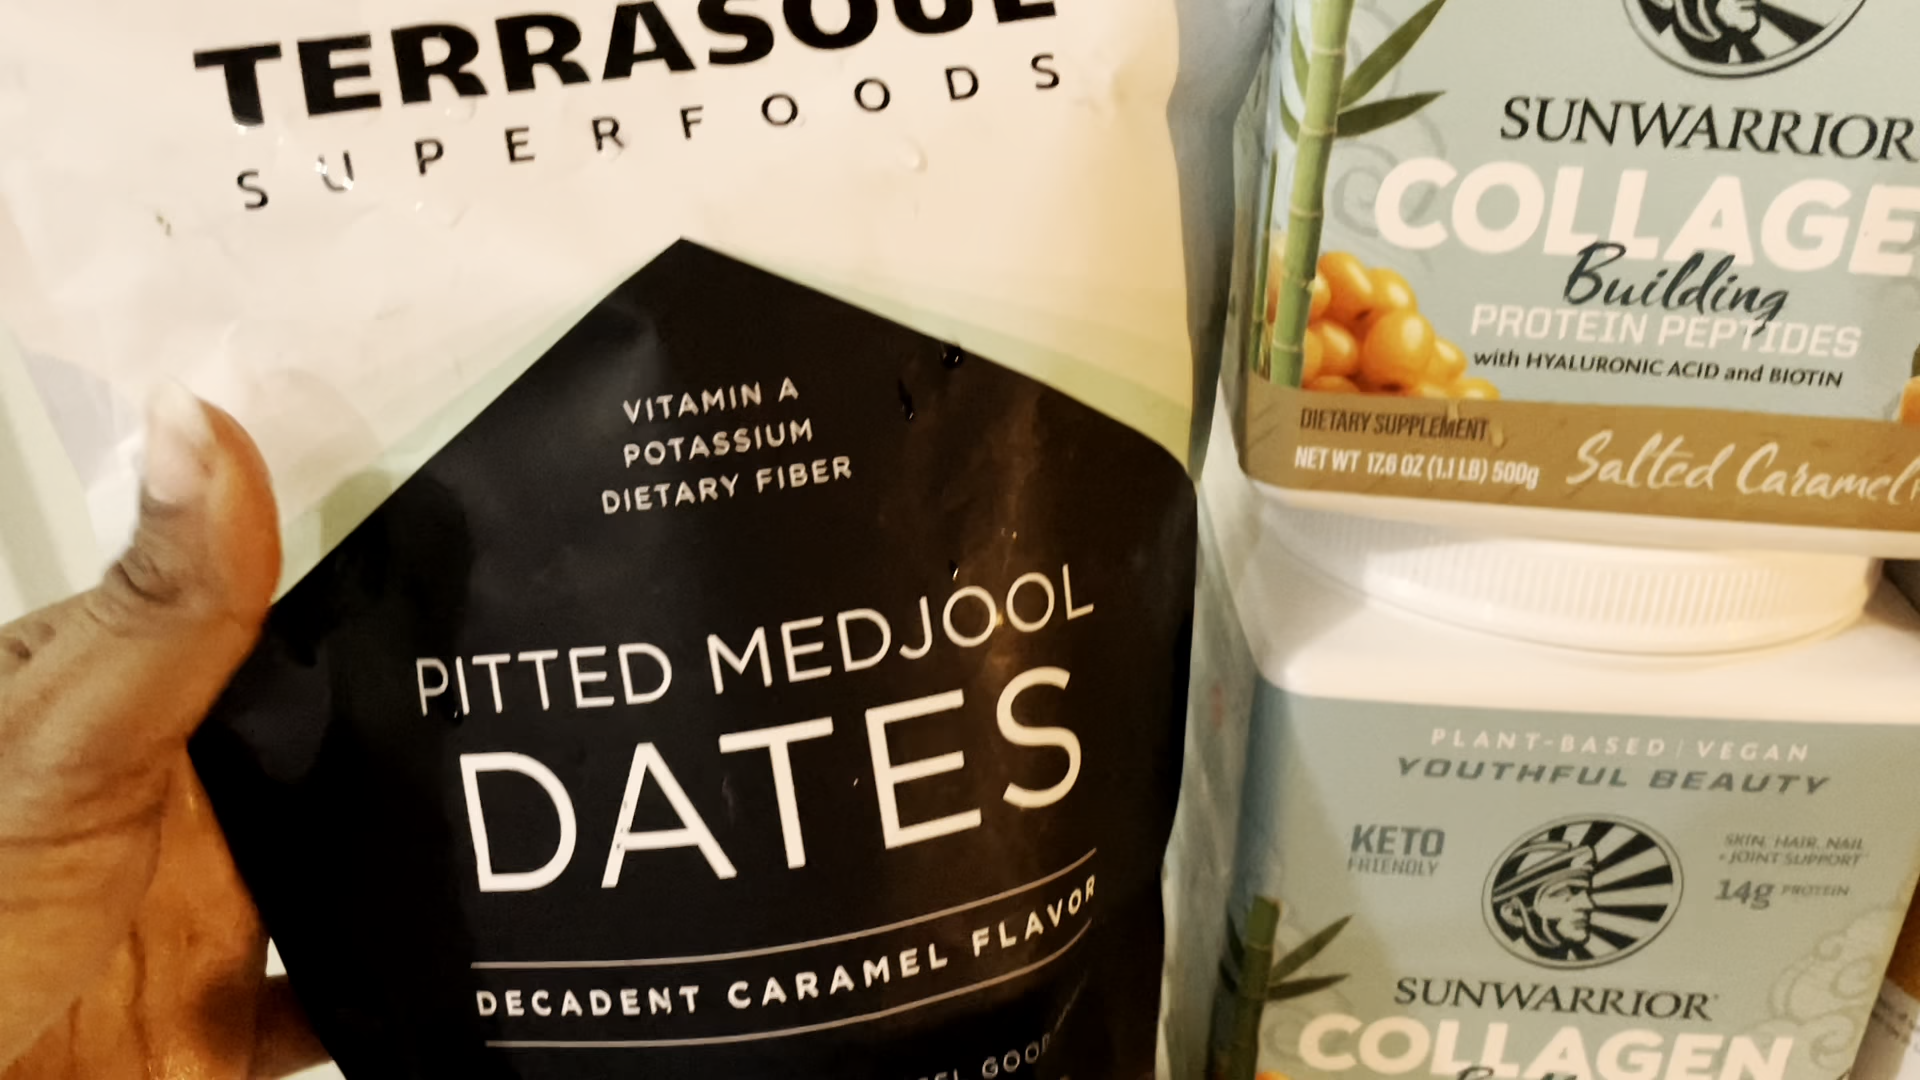 TERRASOUL
SUPERFOODS
VITAMIN A
POTASSIUM
DIETARY FIBER
PITTED MEDJOOL
DATES
DECADENT CARAMEL FLAVOR
GOOD
SUNWARRIOR
COLLAGE
Building
PROTEIN PEPTIDES
with HYALURONIC ACID and BIOTIN
DIETARY SUPPLEMENT
NET WT 17.6 OZ (1.1 LB) 500g
Salted Caramel
PLANT-BASED | VEGAN
YOUTHFUL BEAUTY
KETO
FRIENDLY
SKIN, HAIR, NAIL
+ JOINT SUPPORT
14g PROTEIN
SUNWARRIOR
COLLAGEN